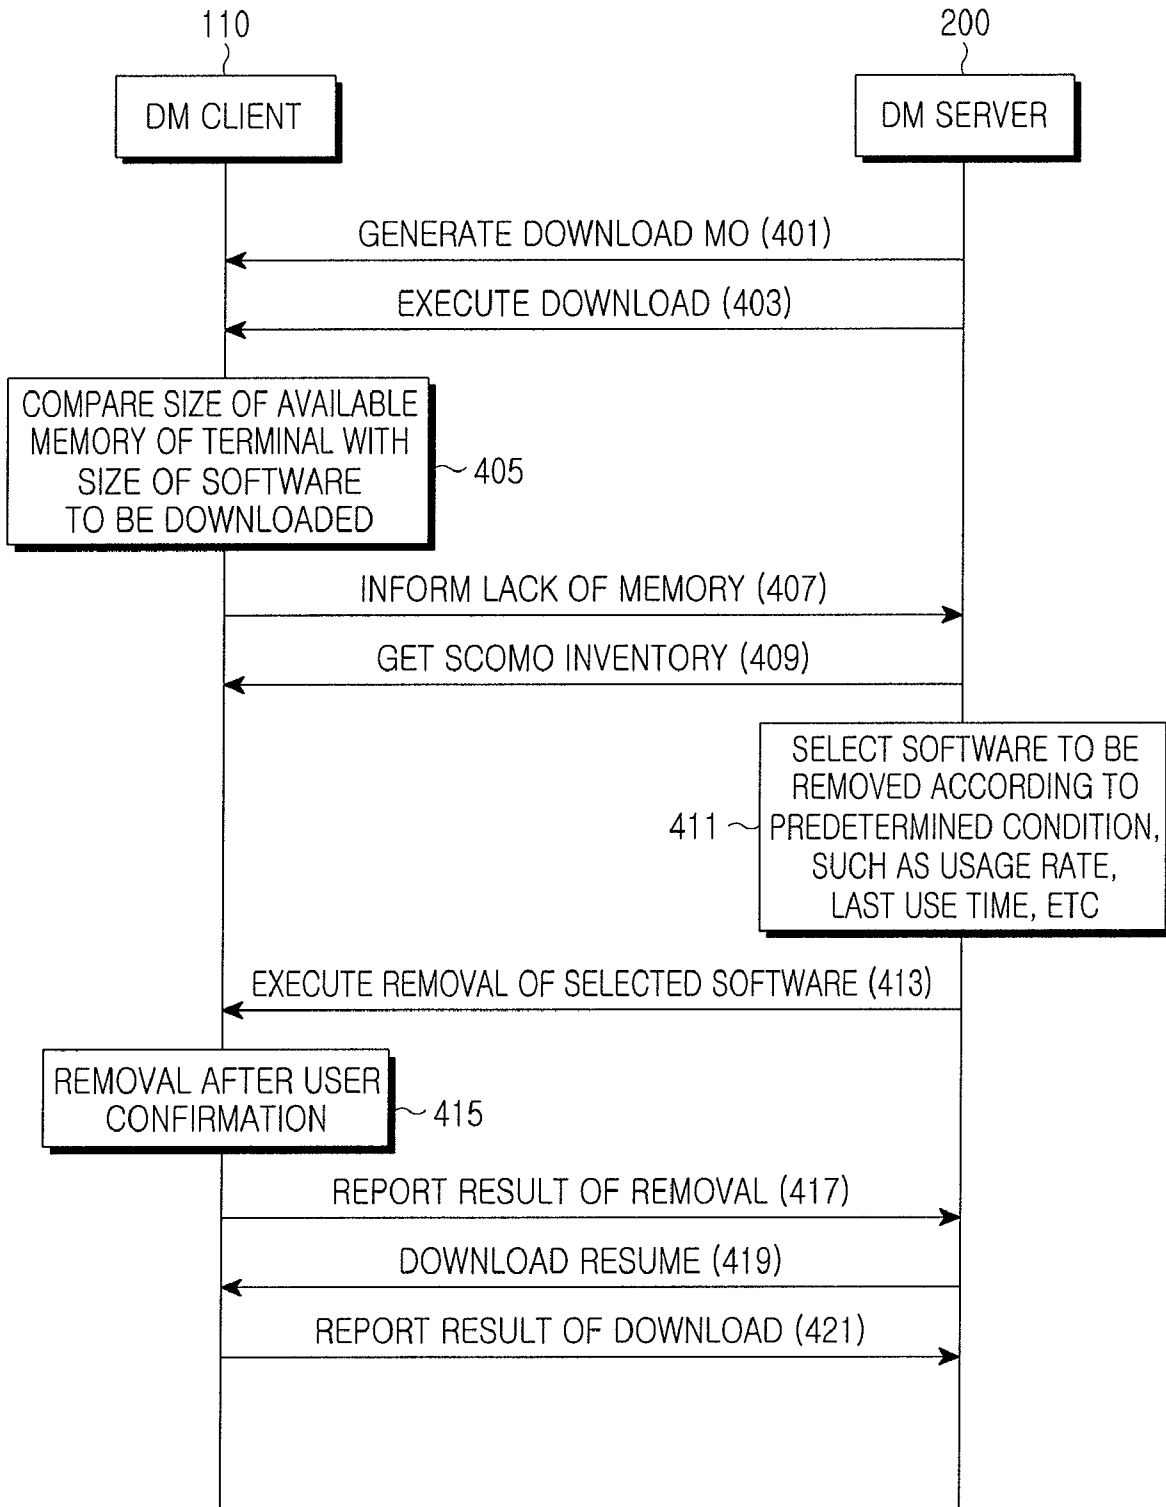 110
200
DM CLIENT
DM SERVER
GENERATE DOWNLOAD MO (401)
EXECUTE DOWNLOAD (403)
COMPARE SIZE OF AVAILABLE
MEMORY OF TERMINAL WITH
SIZE OF SOFTWARE
TO BE DOWNLOADED
405
INFORM LACK OF MEMORY (407)
GET SCOMO INVENTORY (409)
SELECT SOFTWARE TO BE
REMOVED ACCORDING TO
PREDETERMINED CONDITION,
SUCH AS USAGE RATE,
LAST USE TIME, ETC
411
EXECUTE REMOVAL OF SELECTED SOFTWARE (413)
REMOVAL AFTER USER
CONFIRMATION
415
REPORT RESULT OF REMOVAL (417)
DOWNLOAD RESUME (419)
REPORT RESULT OF DOWNLOAD (421)